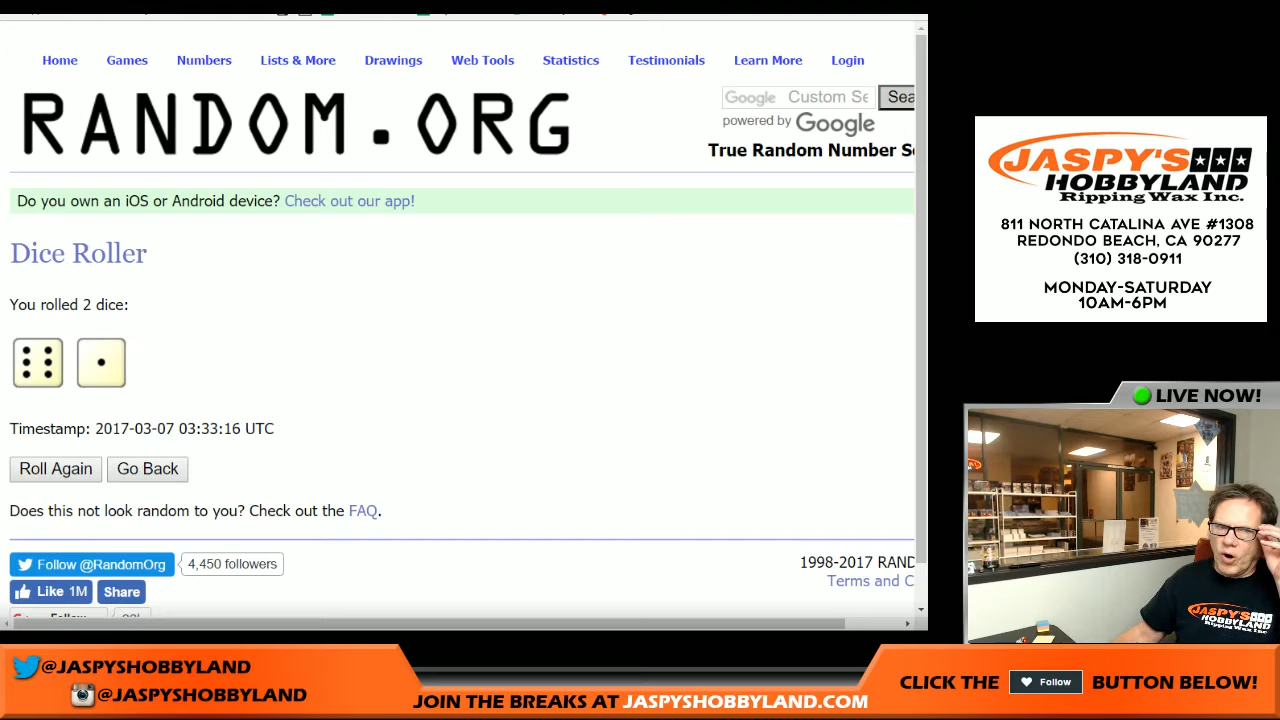 Home Games Numbers Lists & More Drawings Web Tools Statistics Testimonials Learn More Login
RANDOM.ORG
Google Custom Se
Sea
powered by Google
True Random Number S
Do you own an iOS or Android device? Check out our app!
Dice Roller
You rolled 2 dice:
Timestamp: 2017-03-07 03:33:16 UTC
Roll Again Go Back
Does this not look random to you? Check out the FAQ.
Follow @RandomOrg 4,450 followers
1998-2017 RAND
Like 1M Share
Terms and C
JASPY'S
HOBBYLAND
Ripping Wax Inc.
811 NORTH CATALINA AVE #1308
REDONDO BEACH, CA 90277
(310) 318-0911
MONDAY-SATURDAY
10AM-6PM
LIVE NOW!
JASPY'S
HOBBYLAND
Ripping Wax Inc.
@JASPYSHOBBYLAND
@JASPYSHOBBYLAND
JOIN THE BREAKS AT JASPYSHOBBYLAND.COM
CLICK THE Follow BUTTON BELOW!